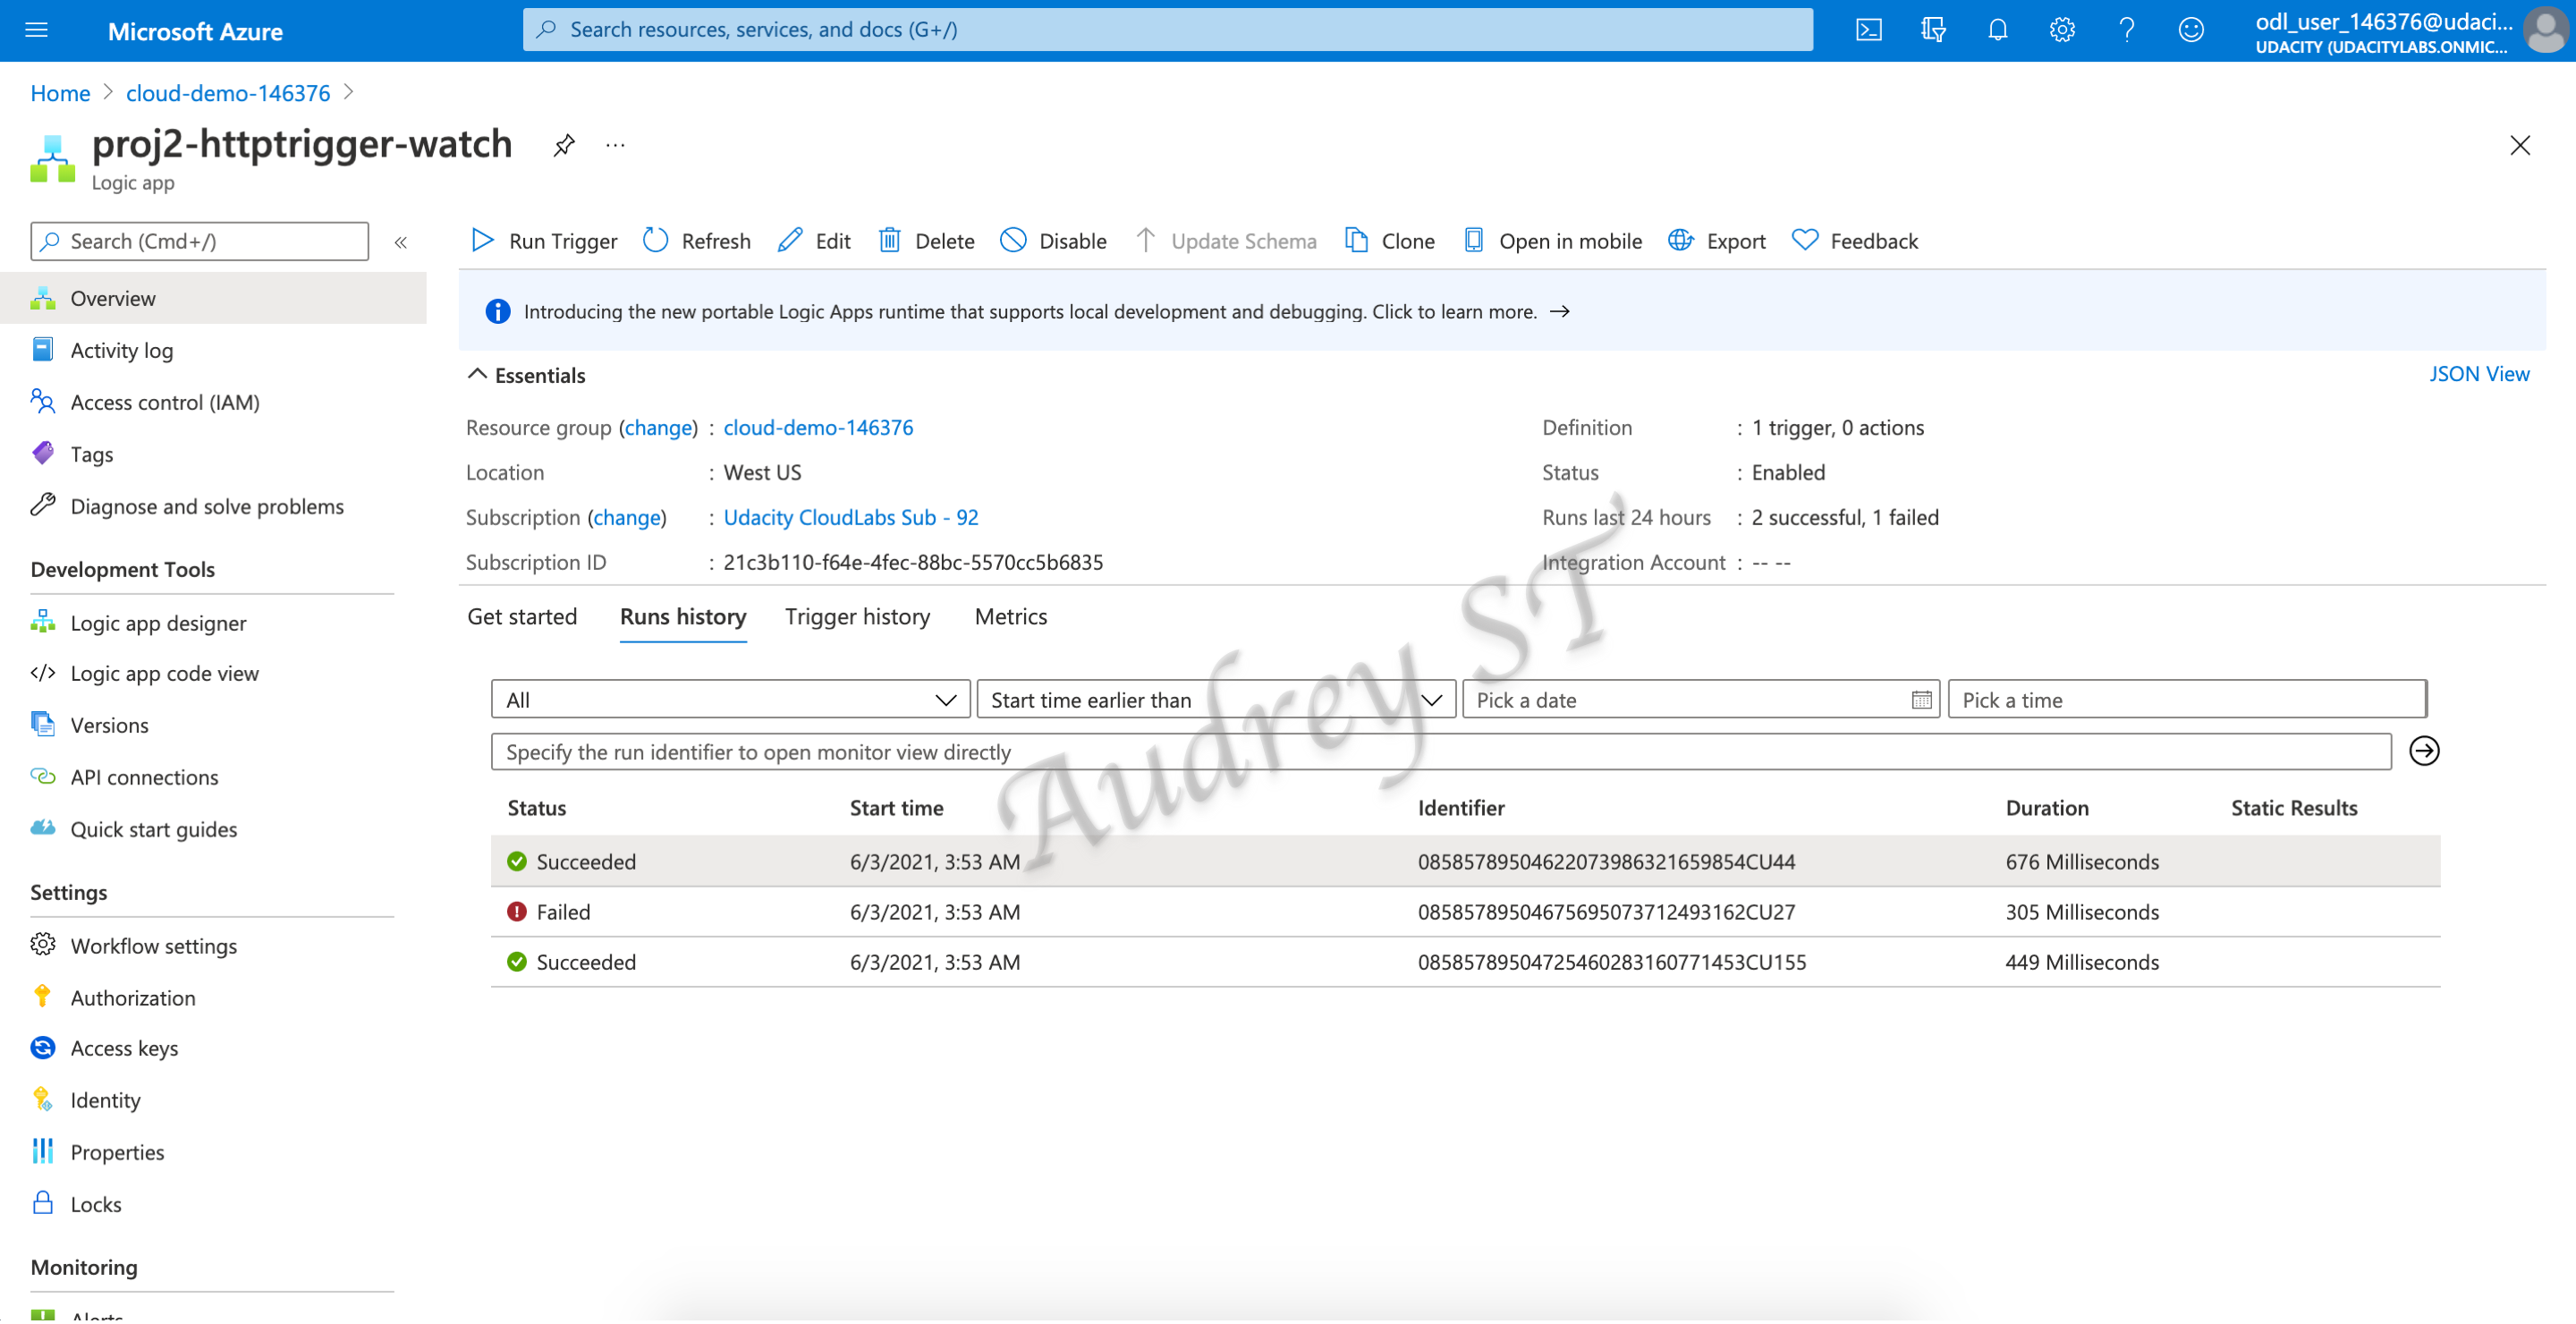 Microsoft Azure
Search resources, services, and docs (G+/)
odl_user_146376@udaci...
UDACITY (UDACITYLABS.ONMIC...
Home > cloud-demo-146376 >
proj2-httptrigger-watch
...
Logic app
Search (Cmd+/)
«
Overview
Activity log
Access control (IAM)
Tags
Diagnose and solve problems
Development Tools
Logic app designer
Logic app code view
Versions
API connections
Quick start guides
Settings
Workflow settings
Authorization
Access keys
Identity
Properties
Locks
Monitoring
Alerts
Run Trigger Refresh Edit Delete Disable Update Schema Clone Open in mobile Export Feedback
Introducing the new portable Logic Apps runtime that supports local development and debugging. Click to learn more. →
Essentials
JSON View
Resource group (change) : cloud-demo-146376
Location : West US
Subscription (change) : Udacity CloudLabs Sub - 92
Subscription ID : 21c3b110-f64e-4fec-88bc-5570cc5b6835
Definition : 1 trigger, 0 actions
Status : Enabled
Runs last 24 hours : 2 successful, 1 failed
Integration Account : -- --
Get started Runs history Trigger history Metrics
All Start time earlier than Pick a date Pick a time
Specify the run identifier to open monitor view directly
Status Start time Identifier Duration Static Results
Succeeded 6/3/2021, 3:53 AM 08585789504622073986321659854CU44 676 Milliseconds
Failed 6/3/2021, 3:53 AM 08585789504675695073712493162CU27 305 Milliseconds
Succeeded 6/3/2021, 3:53 AM 08585789504725460283160771453CU155 449 Milliseconds
Audrey ST